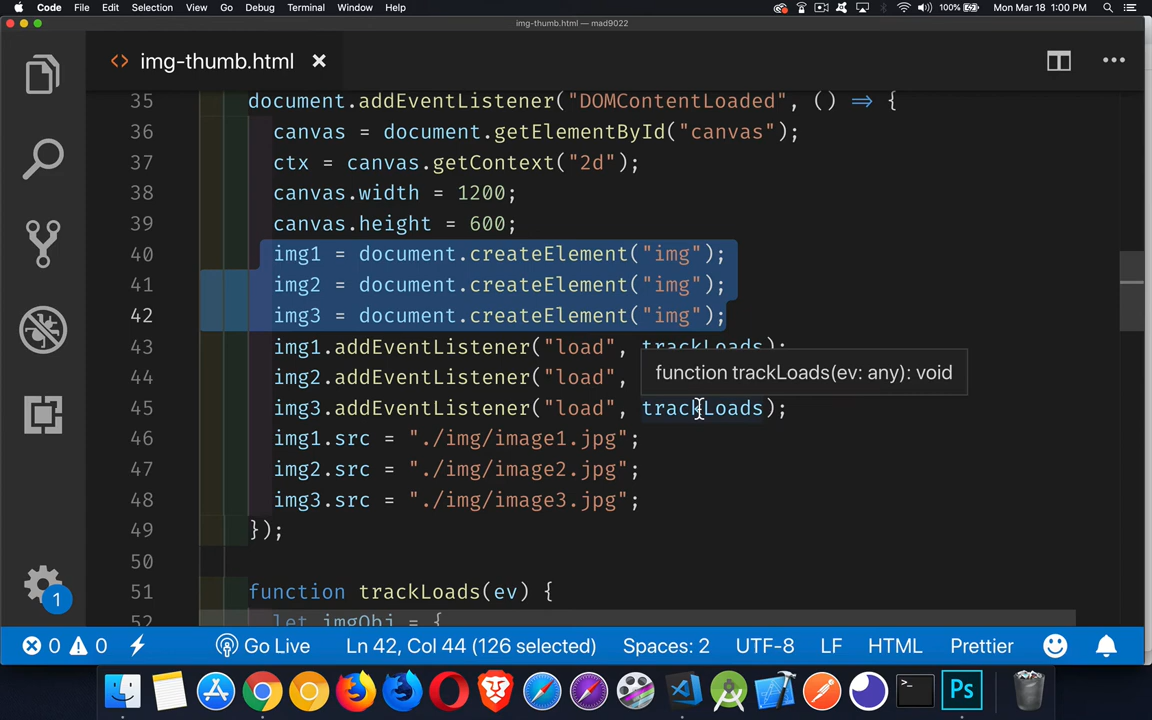 Code File Edit Selection View Go Debug Terminal Window Help 100% Mon Mar 18 1:00 PM
img-thumb.html — mad9022
<> img-thumb.html ×
35 document.addEventListener("DOMContentLoaded", () => {
36 canvas = document.getElementById("canvas");
37 ctx = canvas.getContext("2d");
38 canvas.width = 1200;
39 canvas.height = 600;
40 img1 = document.createElement("img");
41 img2 = document.createElement("img");
42 img3 = document.createElement("img");
43 img1.addEventListener("load", trackLoads);
44 img2.addEventListener("load",
function trackLoads(ev: any): void
45 img3.addEventListener("load", trackLoads);
46 img1.src = "./img/image1.jpg";
47 img2.src = "./img/image2.jpg";
48 img3.src = "./img/image3.jpg";
49 });
50
51 function trackLoads(ev) {
52 let imgObj = {
1
0 0 Go Live Ln 42, Col 44 (126 selected) Spaces: 2 UTF-8 LF HTML Prettier
>_ Ps